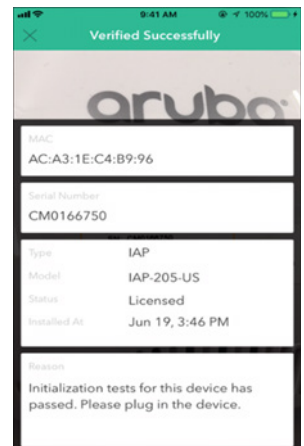 9:41 AM
100%
Verified Successfully
aruba
MAC
AC:A3:1E:C4:B9:96
Serial Number
CM0166750
Type IAP
Model IAP-205-US
Status Licensed
Installed At Jun 19, 3:46 PM
Reason
Initialization tests for this device has
passed. Please plug in the device.